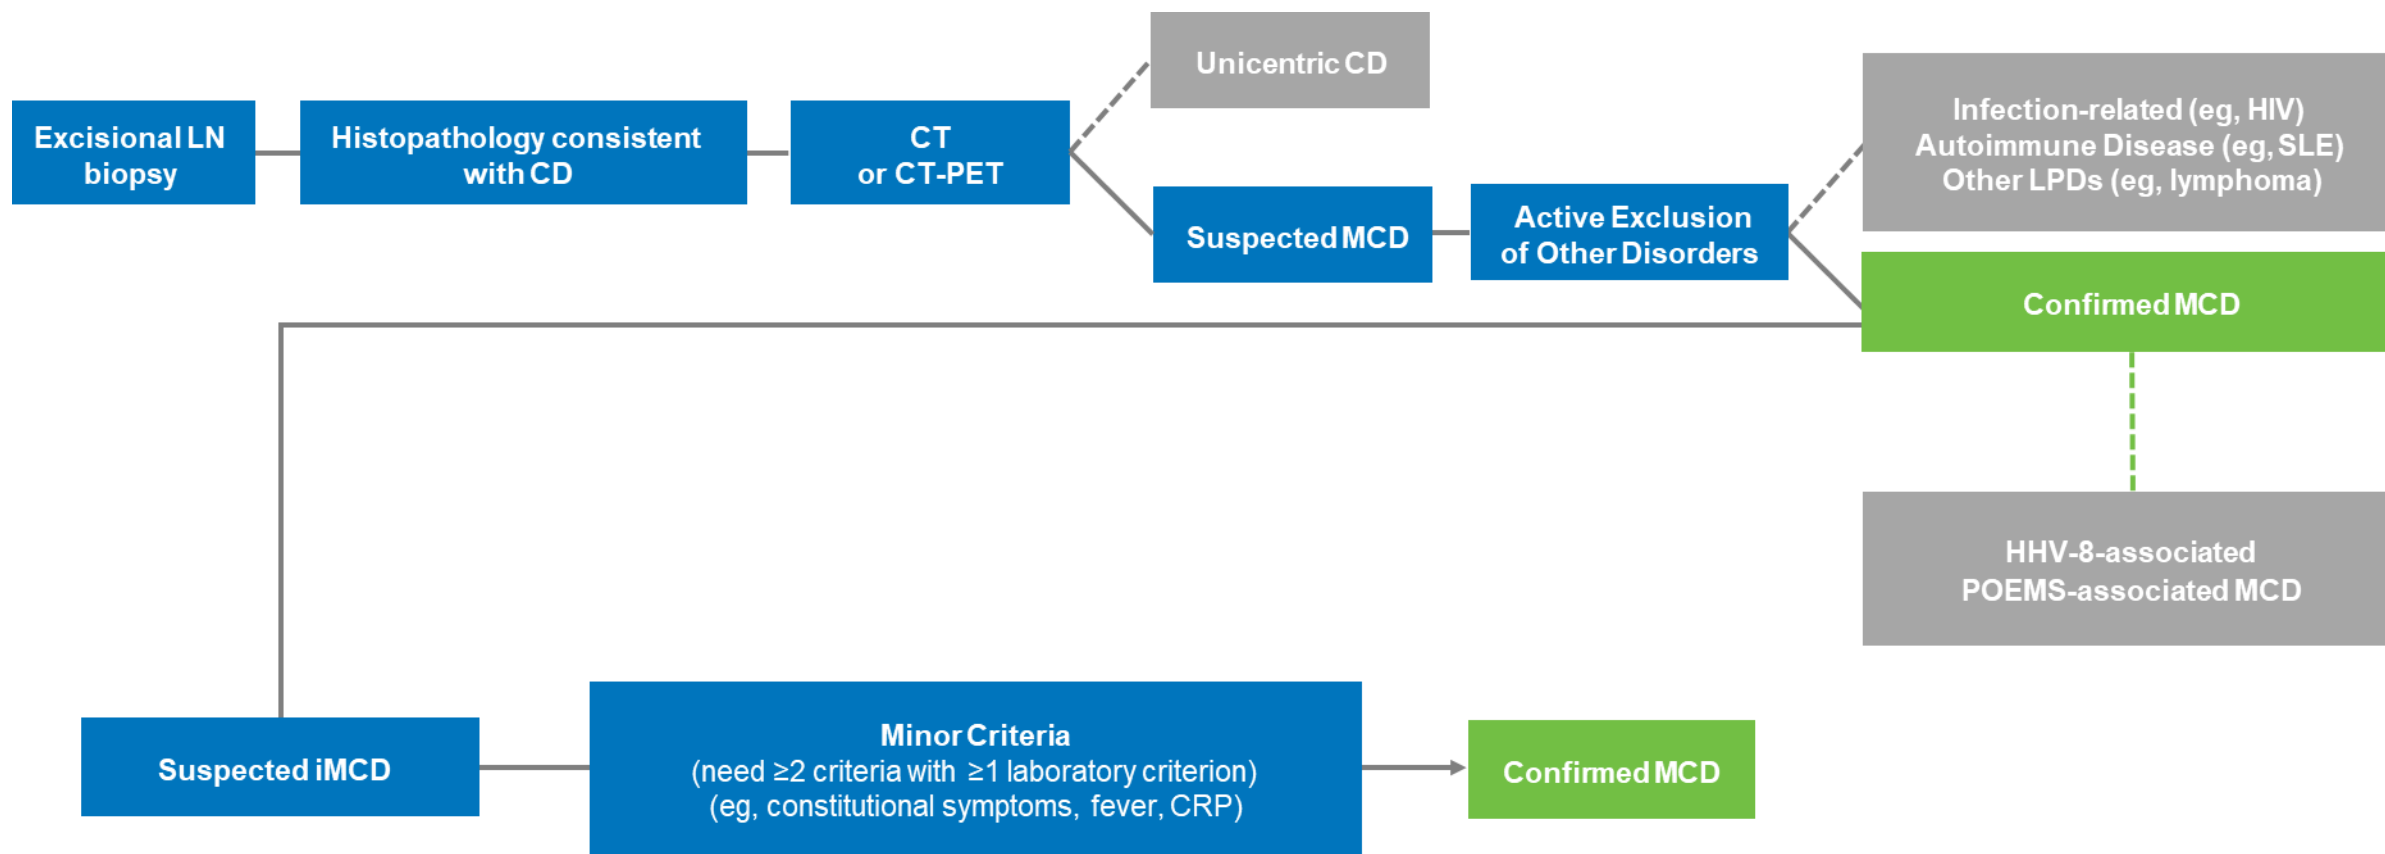 Excisional LN
biopsy
Histopathology consistent
with CD
CT
or CT-PET
Unicentric CD
Suspected MCD
Active Exclusion
of Other Disorders
Infection-related (eg, HIV)
Autoimmune Disease (eg, SLE)
Other LPDs (eg, lymphoma)
Confirmed MCD
HHV-8-associated
POEMS-associated MCD
Suspected iMCD
Minor Criteria
(need ≥2 criteria with ≥1 laboratory criterion)
(eg, constitutional symptoms, fever, CRP)
Confirmed MCD